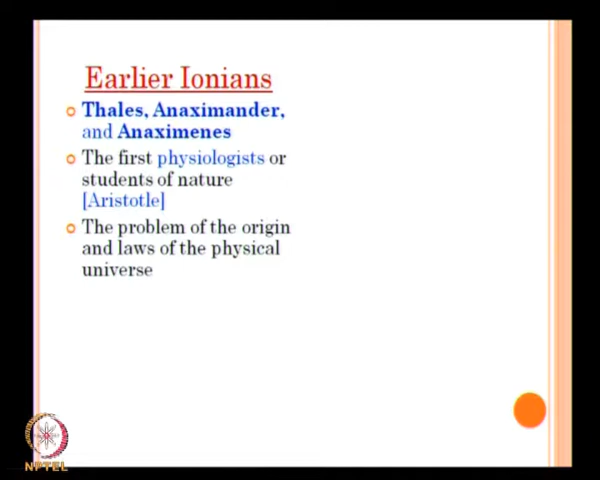 Earlier Ionians
Thales, Anaximander,
and Anaximenes
The first physiologists or
students of nature
[Aristotle]
The problem of the origin
and laws of the physical
universe
NPTEL